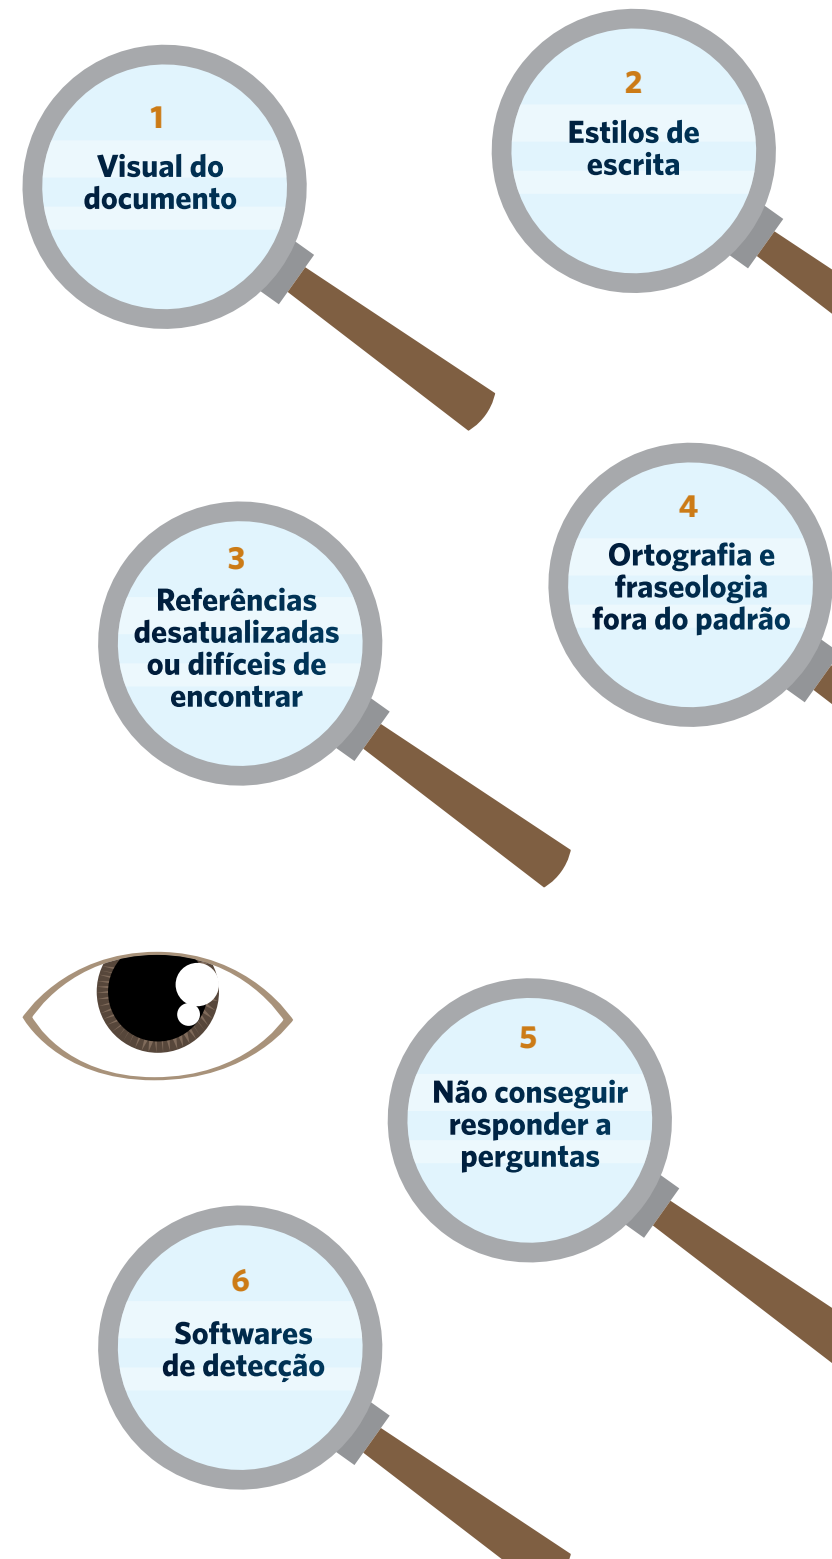 1
Visual do
documento
2
Estilos de
escrita
3
Referências
desatualizadas
ou difíceis de
encontrar
4
Ortografia e
fraseologia
fora do padrão
5
Não conseguir
responder a
perguntas
6
Softwares
de detecção